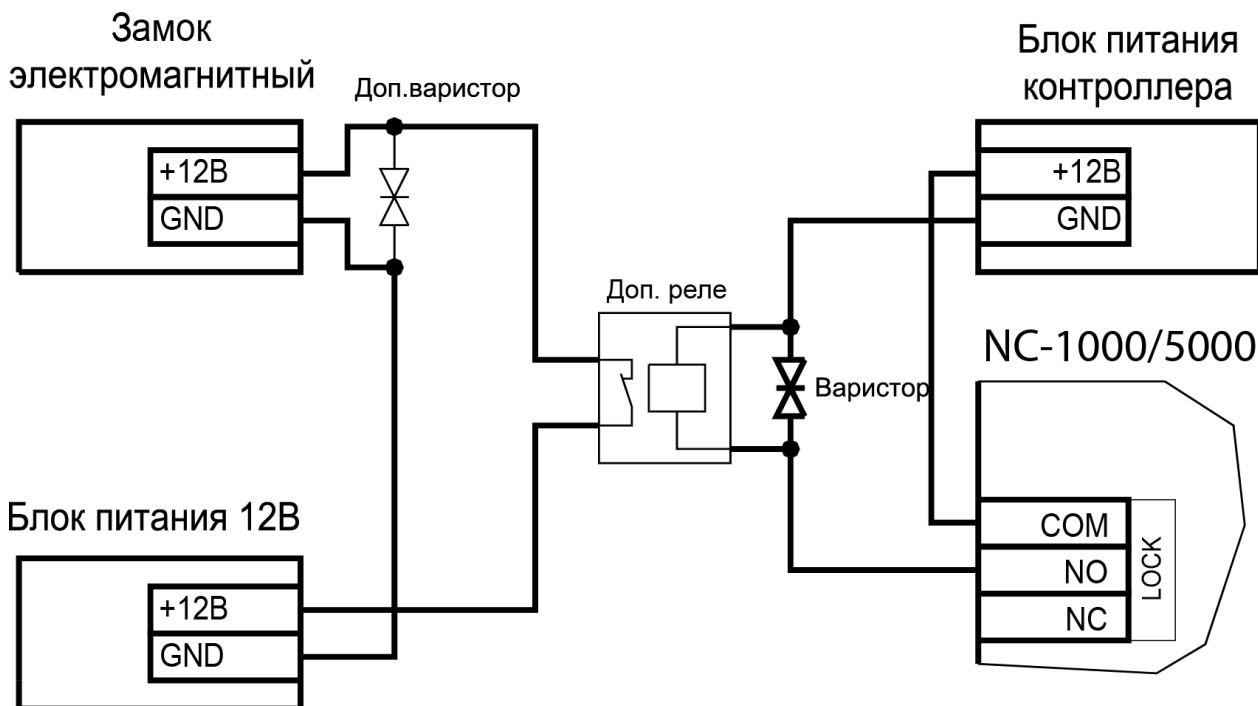 Замок
электромагнитный
+12В
GND
Доп.варистор
Блок питания
контроллера
+12В
GND
Доп. реле
Варистор
NC-1000/5000
COM
NO
NC
LOCK
Блок питания 12В
+12В
GND